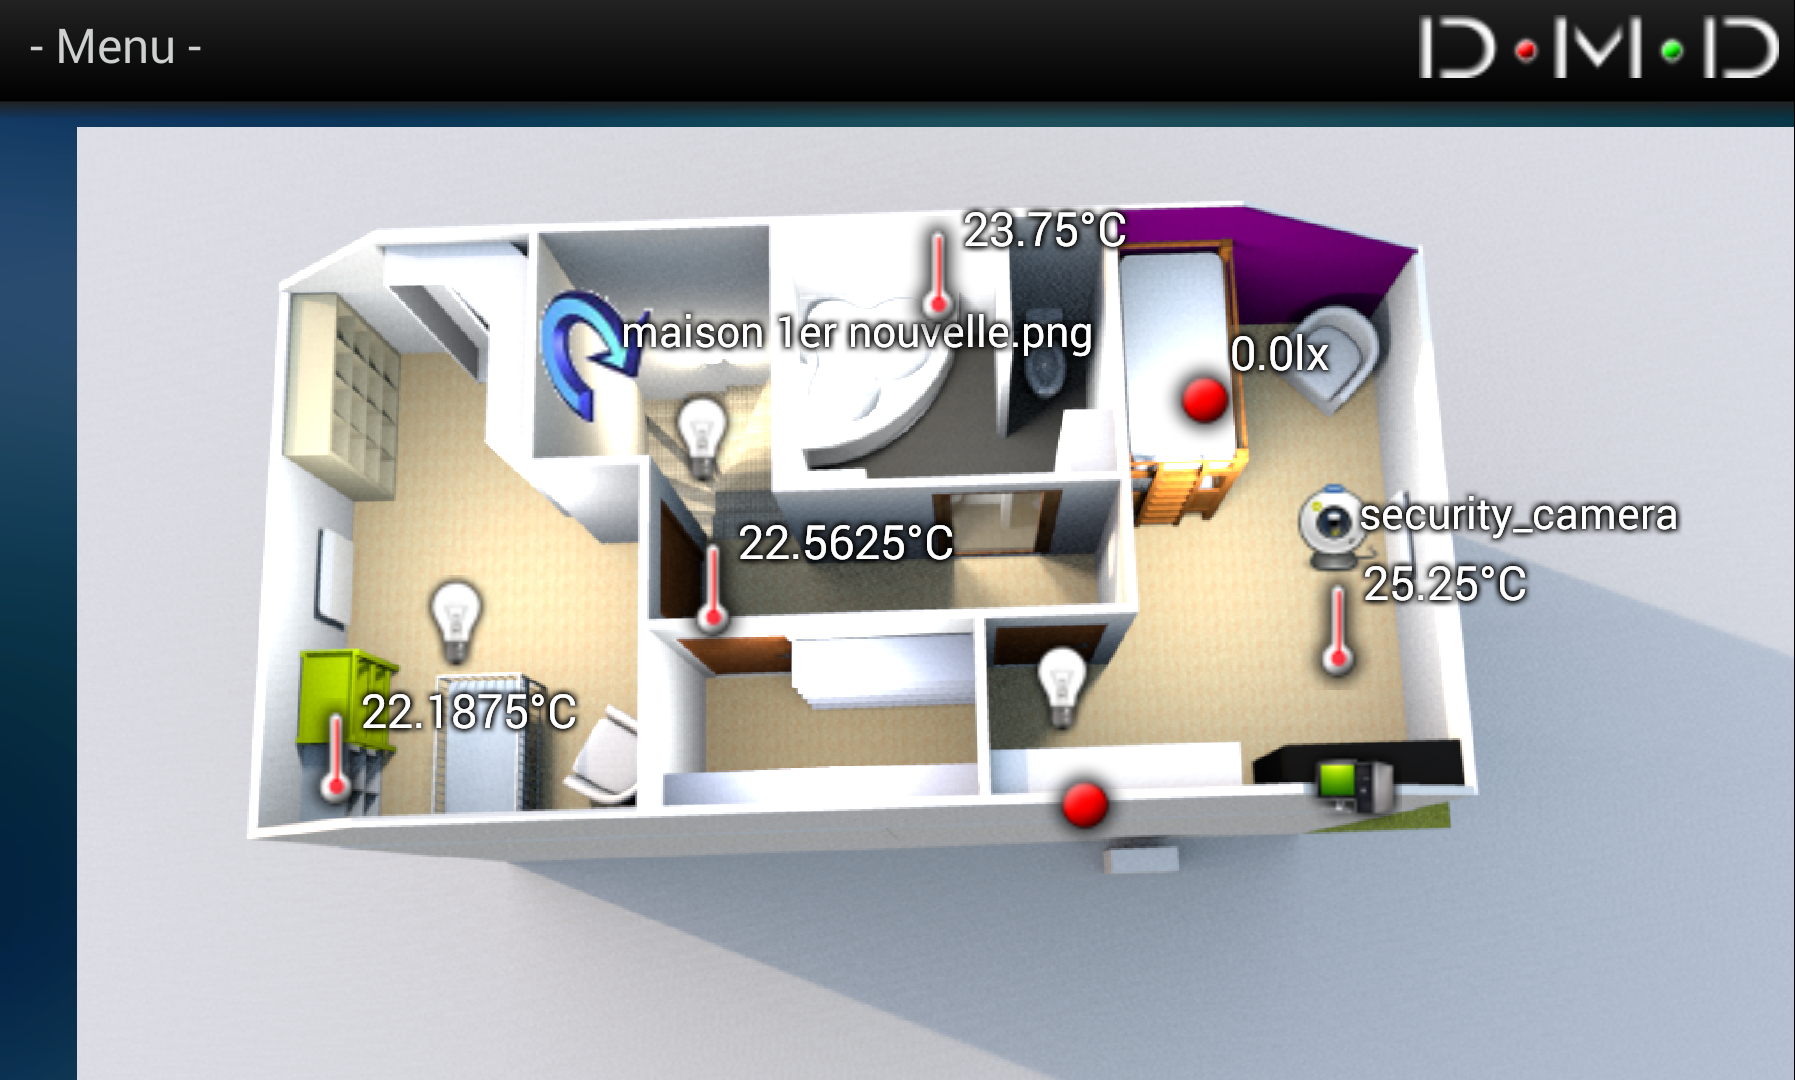 - Menu -
D•M•D
23.75°C
maison 1er nouvelle.png
0.0lx
security_camera
22.5625°C
25.25°C
22.1875°C